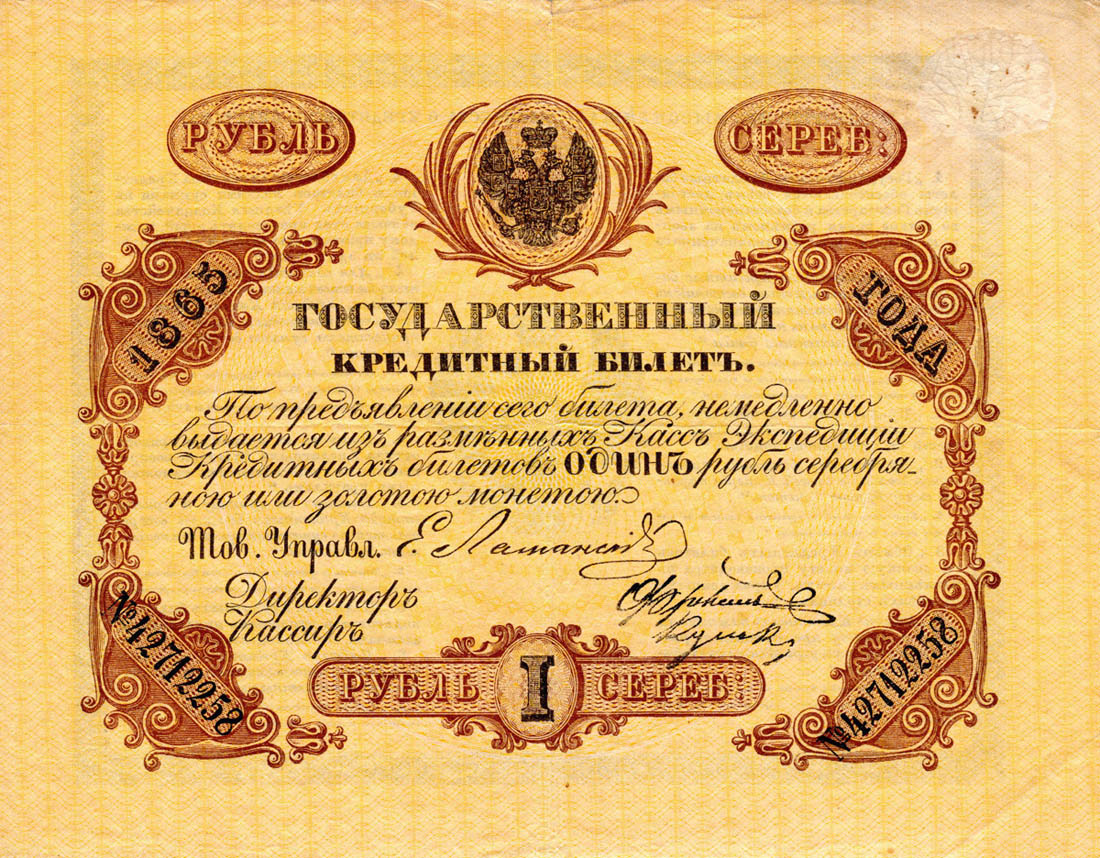 РУБЛЬ
СЕРЕБ:
1865
ГОДА
ГОСУДАРСТВЕННЫЙ
КРЕДИТНЫЙ БИЛЕТЪ.
По предъявленіи сего билета, немедленно
выдается изъ размѣнныхъ Кассъ Экспедиціи
Кредитныхъ билетовъ ОДИНЪ рубль серебря-
ною или золотою монетою.
Тов. Управл. Е. Ламанскій
Директоръ
Кассиръ
№42712258
№42712258
РУБЛЬ I СЕРЕБ: